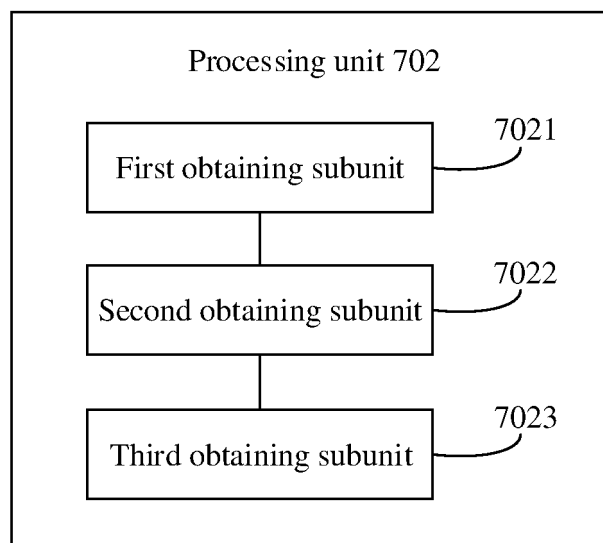 Processing unit 702
7021
First obtaining subunit
7022
Second obtaining subunit
7023
Third obtaining subunit